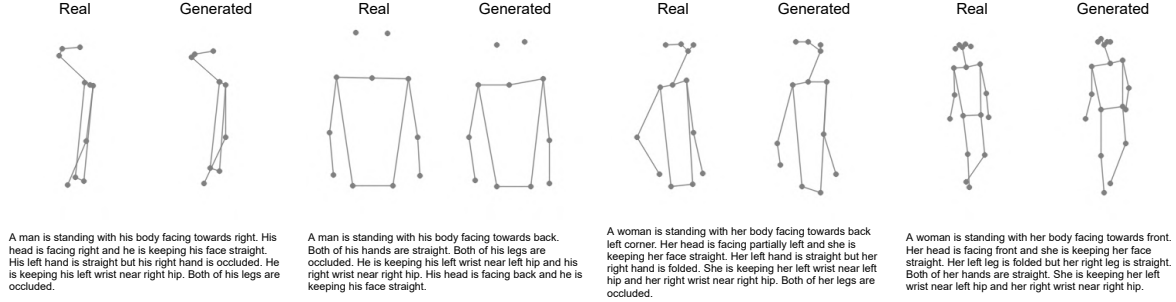 Real
Generated
Real
Generated
Real
Generated
Real
Generated
A man is standing with his body facing towards right. His
head is facing right and he is keeping his face straight.
His left hand is straight but his right hand is occluded. He
is keeping his left wrist near right hip. Both of his legs are
occluded.
A man is standing with his body facing towards back.
Both of his hands are straight. Both of his legs are
occluded. He is keeping his left wrist near left hip and his
right wrist near right hip. His head is facing back and he is
keeping his face straight.
A woman is standing with her body facing towards back
left corner. Her head is facing partially left and she is
keeping her face straight. Her left hand is straight but her
right hand is folded. She is keeping her left wrist near left
hip and her right wrist near right hip. Both of her legs are
occluded.
A woman is standing with her body facing towards front.
Her head is facing front and she is keeping her face
straight. Her left leg is folded but her right leg is straight.
Both of her hands are straight. She is keeping her left
wrist near left hip and her right wrist near right hip.